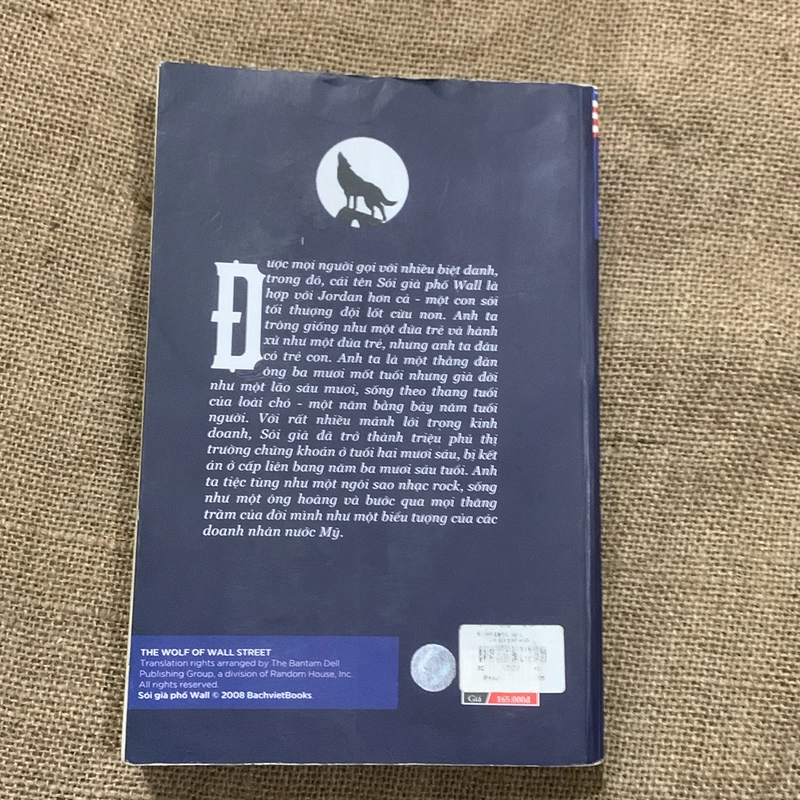 Được mọi người gọi với nhiều biệt danh,
trong đó, cái tên Sói già phố Wall là
hợp với Jordan hơn cả - một con sói
tối thượng đội lốt cừu non. Anh ta
trông giống như một đứa trẻ và hành
xử như một đứa trẻ, nhưng anh ta đâu
có trẻ con. Anh ta là một thằng đàn
ông ba mươi mốt tuổi nhưng già đời
như một lão sáu mươi, sống theo thang tuổi
của loài chó - một năm bằng bảy năm tuổi
người. Với rất nhiều mánh lới trong kinh
doanh, Sói già đã trở thành triệu phú thị
trường chứng khoán ở tuổi hai mươi sáu, bị kết
án ở cấp liên bang năm ba mươi sáu tuổi. Anh
ta tiệc tùng như một ngôi sao nhạc rock, sống
như một ông hoàng và bước qua mọi thăng
trầm của đời mình như một biểu tượng của các
doanh nhân nước Mỹ.
THE WOLF OF WALL STREET
Translation rights arranged by The Bantam Dell
Publishing Group, a division of Random House, Inc.
All rights reserved.
Sói già phố Wall © 2008 BachvietBooks.
Giá 165.000đ